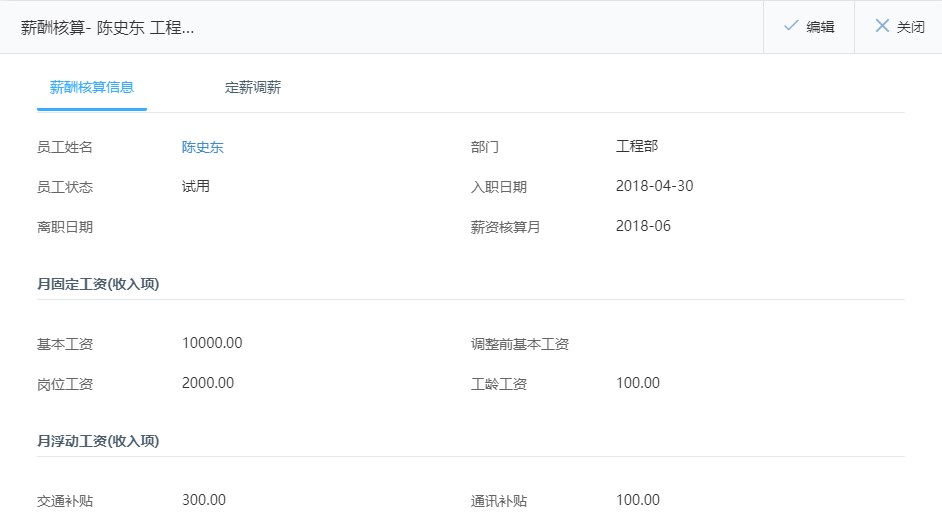 薪酬核算- 陈史东 工程...
编辑
关闭
薪酬核算信息 定薪调薪
员工姓名 陈史东 部门 工程部
员工状态 试用 入职日期 2018-04-30
离职日期 薪资核算月 2018-06
月固定工资(收入项)
基本工资 10000.00 调整前基本工资
岗位工资 2000.00 工龄工资 100.00
月浮动工资(收入项)
交通补贴 300.00 通讯补贴 100.00